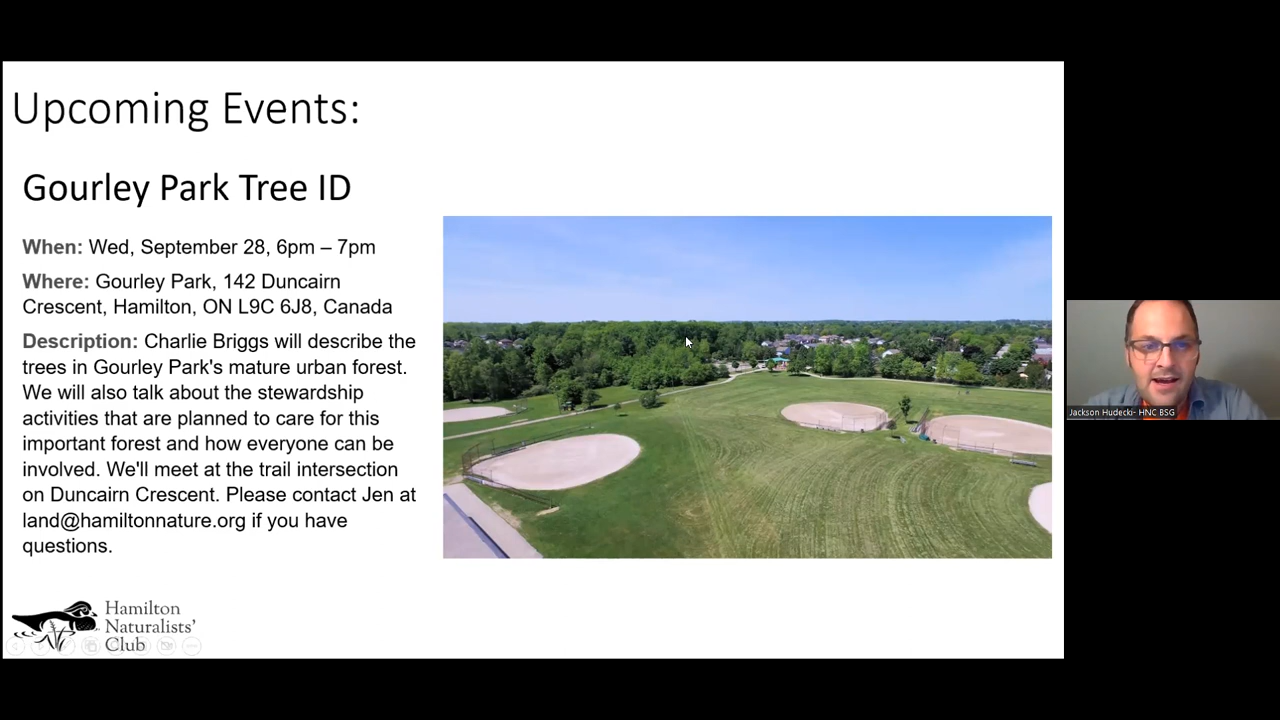 Upcoming Events:
Gourley Park Tree ID
When: Wed, September 28, 6pm – 7pm
Where: Gourley Park, 142 Duncairn
Crescent, Hamilton, ON L9C 6J8, Canada
Description: Charlie Briggs will describe the
trees in Gourley Park's mature urban forest.
We will also talk about the stewardship
activities that are planned to care for this
important forest and how everyone can be
involved. We'll meet at the trail intersection
on Duncairn Crescent. Please contact Jen at
land@hamiltonnature.org if you have
questions.
Hamilton
Naturalists'
Club
Jackson Hudecki- HNC BSG